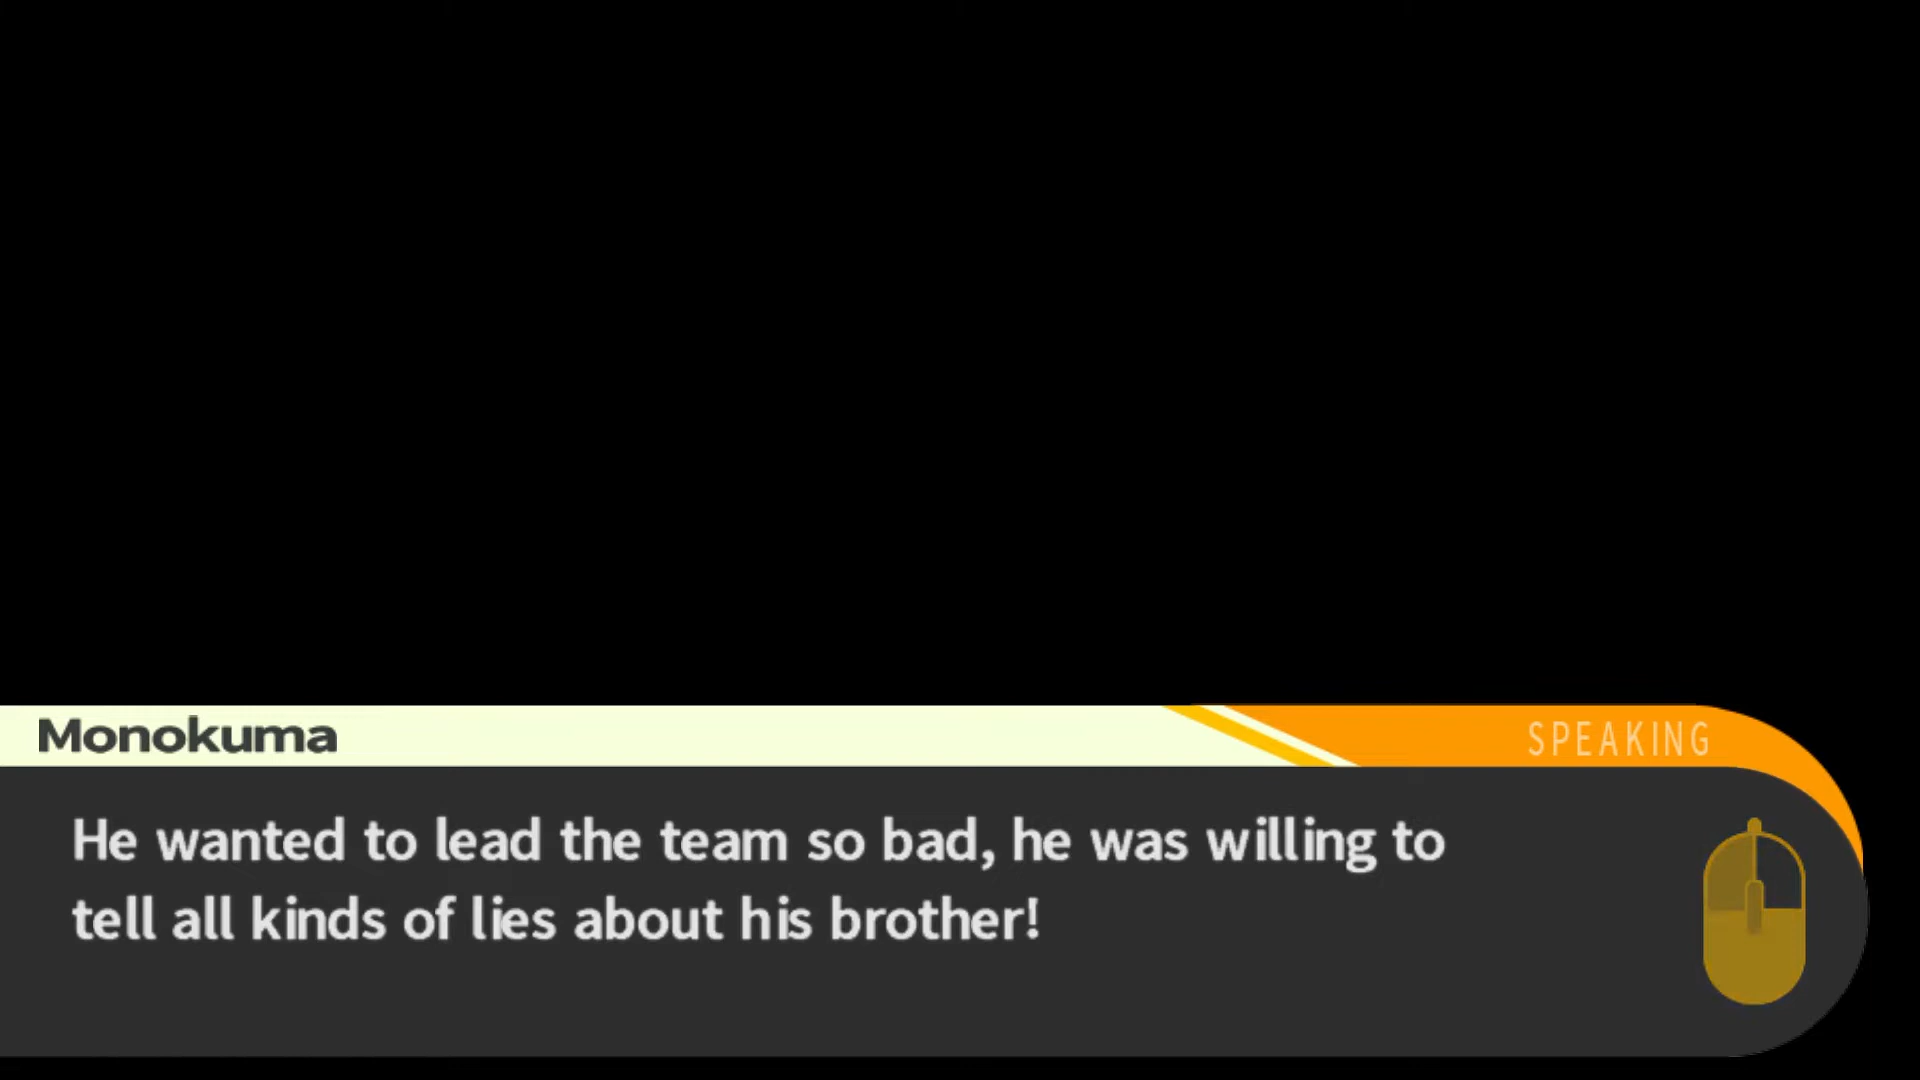 Monokuma
SPEAKING
He wanted to lead the team so bad, he was willing to
tell all kinds of lies about his brother!